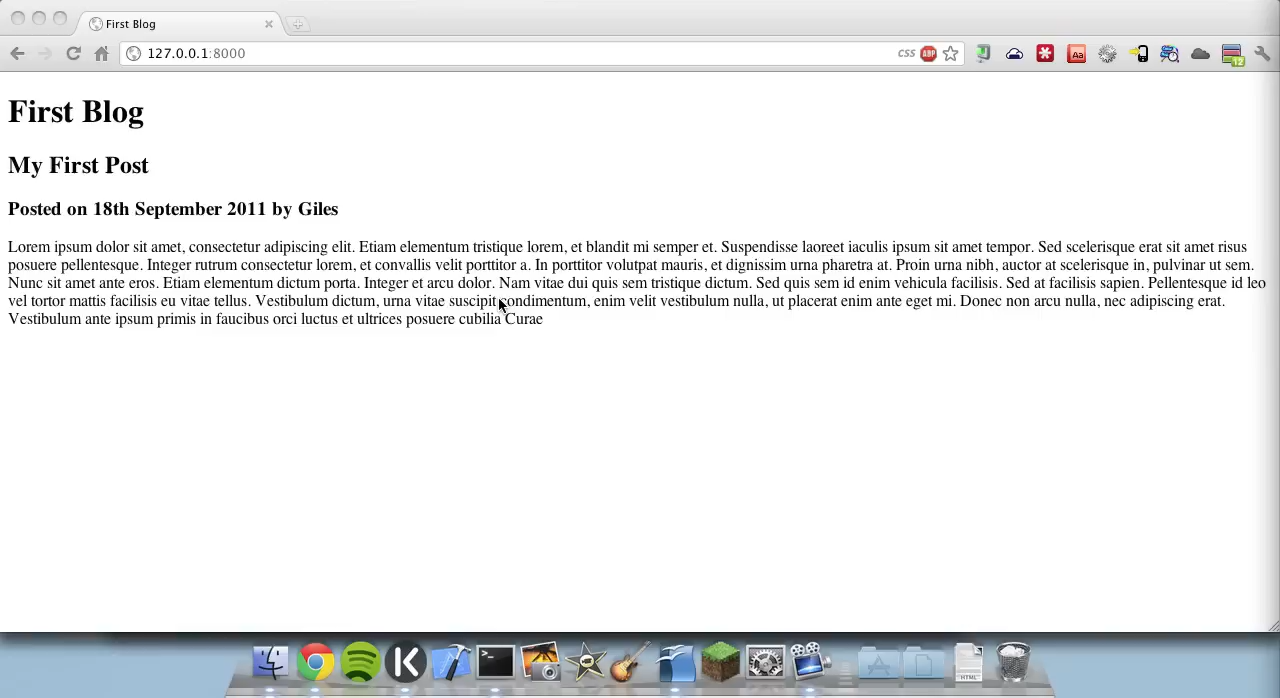 First Blog
127.0.0.1:8000
CSS
ABP
Aa
12
First Blog
My First Post
Posted on 18th September 2011 by Giles
Lorem ipsum dolor sit amet, consectetur adipiscing elit. Etiam elementum tristique lorem, et blandit mi semper et. Suspendisse laoreet iaculis ipsum sit amet tempor. Sed scelerisque erat sit amet risus
posuere pellentesque. Integer rutrum consectetur lorem, et convallis velit porttitor a. In porttitor volutpat mauris, et dignissim urna pharetra at. Proin urna nibh, auctor at scelerisque in, pulvinar ut sem.
Nunc sit amet ante eros. Etiam elementum dictum porta. Integer et arcu dolor. Nam vitae dui quis sem tristique dictum. Sed quis sem id enim vehicula facilisis. Sed at facilisis sapien. Pellentesque id leo
vel tortor mattis facilisis eu vitae tellus. Vestibulum dictum, urna vitae suscipit condimentum, enim velit vestibulum nulla, ut placerat enim ante eget mi. Donec non arcu nulla, nec adipiscing erat.
Vestibulum ante ipsum primis in faucibus orci luctus et ultrices posuere cubilia Curae
K
HTML